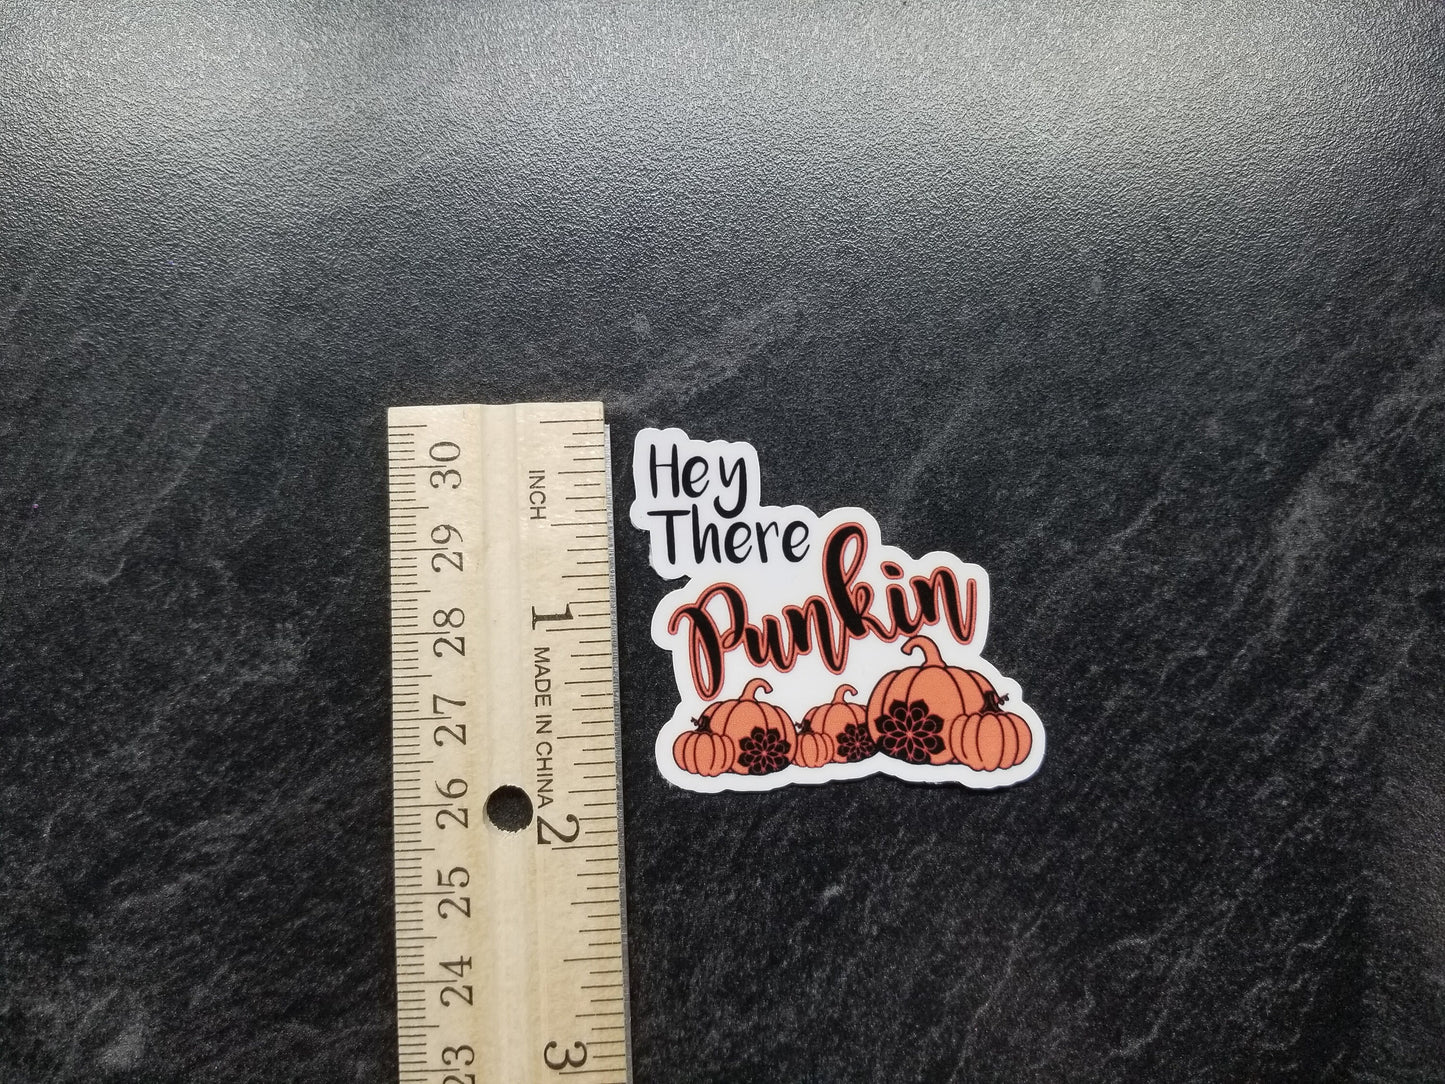 Hey
There
Punkin
INCH
1
MADE IN CHINA
2
3
30
29
28
27
26
25
24
23